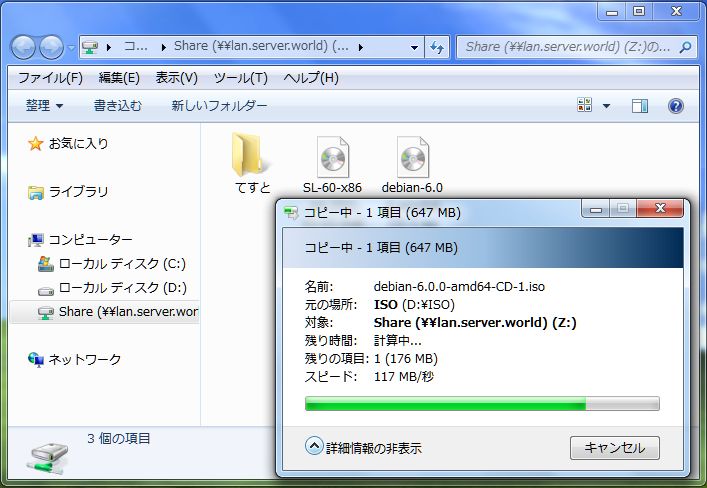 コ... Share (¥¥lan.server.world) (... Share (¥¥lan.server.world) (Z:)の...
ファイル(F) 編集(E) 表示(V) ツール(T) ヘルプ(H)
整理 書き込む 新しいフォルダー
お気に入り
ライブラリ
コンピューター
ローカル ディスク (C:)
ローカル ディスク (D:)
Share (¥¥lan.server.wor
ネットワーク
てすと SL-60-x86 debian-6.0
コピー中 - 1 項目 (647 MB)
コピー中 - 1 項目 (647 MB)
名前: debian-6.0.0-amd64-CD-1.iso
元の場所: ISO (D:¥ISO)
対象: Share (¥¥lan.server.world) (Z:)
残り時間: 計算中...
残りの項目: 1 (176 MB)
スピード: 117 MB/秒
詳細情報の非表示 キャンセル
3 個の項目